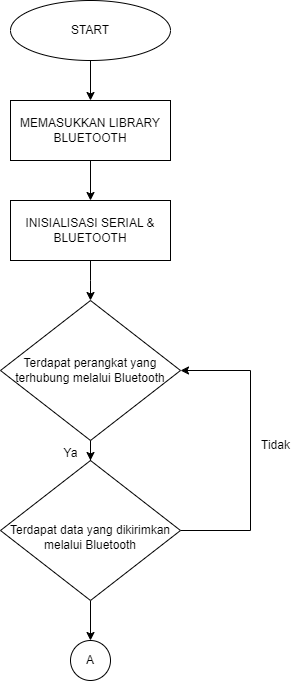 START
MEMASUKKAN LIBRARY
BLUETOOTH
INISIALISASI SERIAL &
BLUETOOTH
Terdapat perangkat yang
terhubung melalui Bluetooth
Ya
Tidak
Terdapat data yang dikirimkan
melalui Bluetooth
A